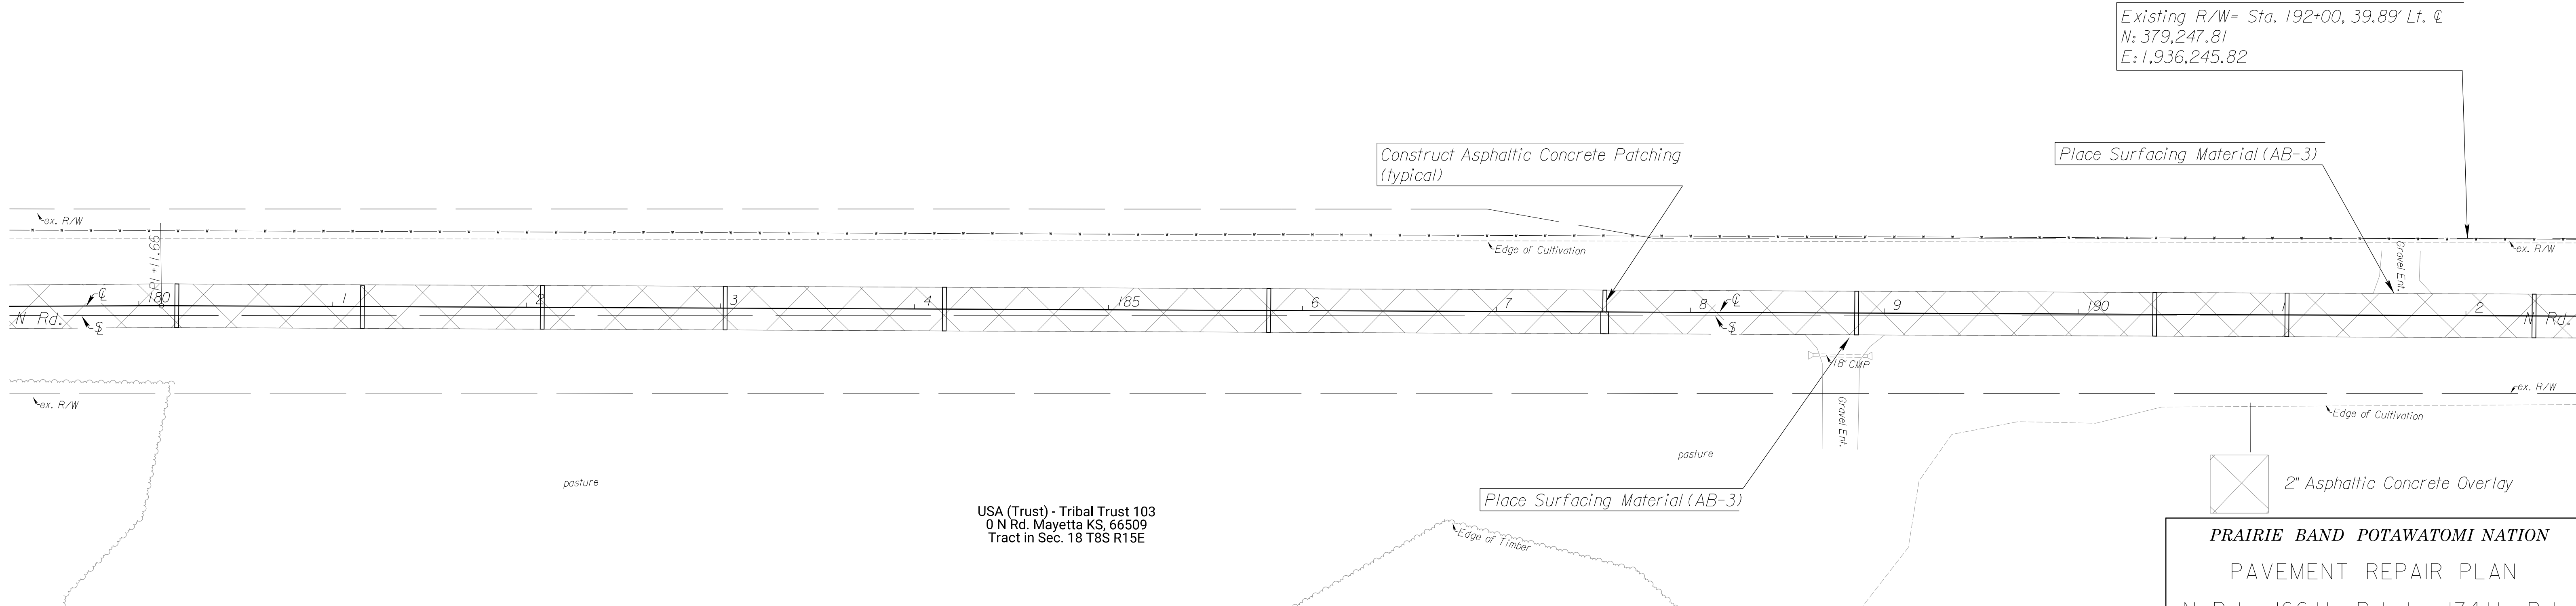 Existing R/W= Sta. 192+00, 39.89' Lt. ℄
N: 379,247.81
E: 1,936,245.82
Construct Asphaltic Concrete Patching
(typical)
Place Surfacing Material (AB-3)
ex. R/W
PI +11.99
Edge of Cultivation
Gravel Ent.
ex. R/W
℄
180
1
2
3
4
185
6
7
8
℄
9
190
1
2
N Rd.
N Rd.
18" CMP
ex. R/W
ex. R/W
Gravel Ent.
Edge of Cultivation
pasture
pasture
2" Asphaltic Concrete Overlay
Place Surfacing Material (AB-3)
USA (Trust) - Tribal Trust 103
0 N Rd. Mayetta KS, 66509
Tract in Sec. 18 T8S R15E
Edge of Timber
PRAIRIE BAND POTAWATOMI NATION
PAVEMENT REPAIR PLAN